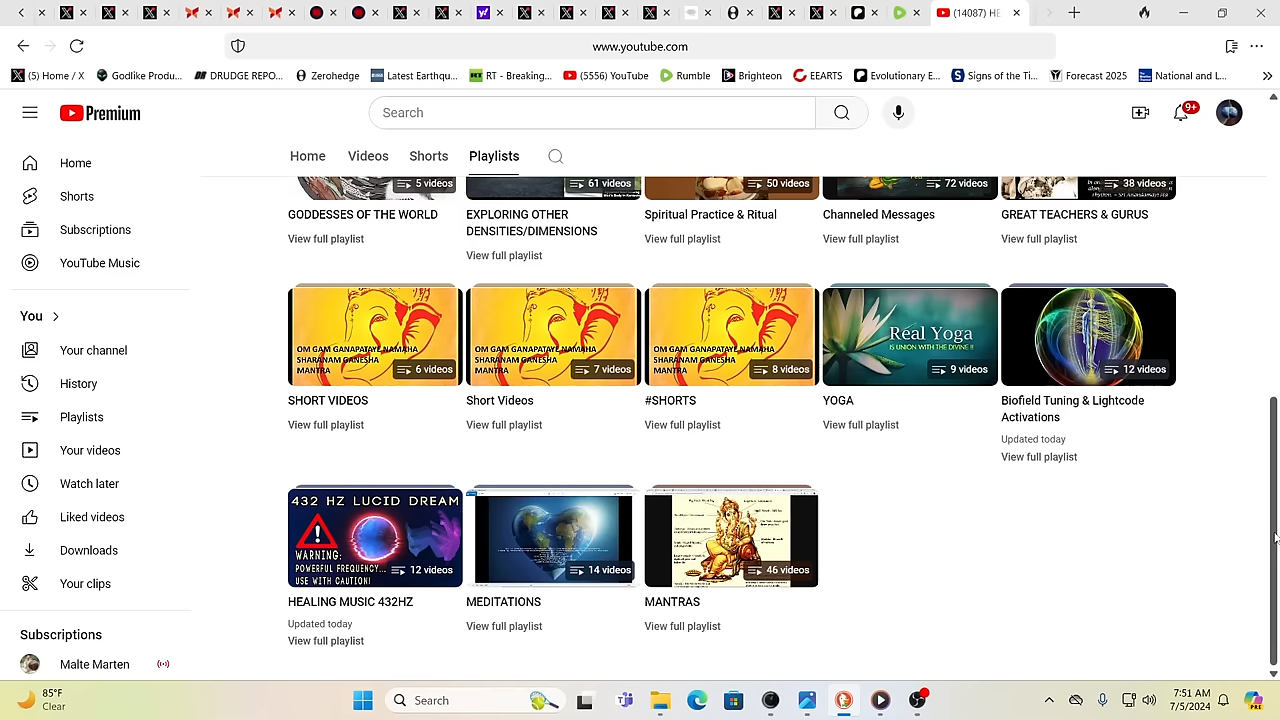 (14087) HE
www.youtube.com
(5) Home / X
Godlike Produ...
DRUDGE REPO...
Zerohedge
Latest Earthqu...
RT - Breaking...
(5556) YouTube
Rumble
Brighteon
EEARTS
Evolutionary E...
Signs of the Ti...
Forecast 2025
National and L...
Premium
Search
9+
Home
Videos
Shorts
Playlists
Home
Shorts
Subscriptions
YouTube Music
You
Your channel
History
Playlists
Your videos
Watch later
Liked videos
Downloads
Your clips
Subscriptions
Malte Marten
5 videos
61 videos
50 videos
72 videos
38 videos
GODDESSES OF THE WORLD
View full playlist
EXPLORING OTHER
DENSITIES/DIMENSIONS
View full playlist
Spiritual Practice & Ritual
View full playlist
Channeled Messages
View full playlist
GREAT TEACHERS & GURUS
View full playlist
OM GAM GANAPATAYE NAMAHA
SHARANAM GANESHA
MANTRA
6 videos
SHORT VIDEOS
View full playlist
OM GAM GANAPATAYE NAMAHA
SHARANAM GANESHA
MANTRA
7 videos
Short Videos
View full playlist
OM GAM GANAPATAYE NAMAHA
SHARANAM GANESHA
MANTRA
8 videos
#SHORTS
View full playlist
Real Yoga
IS UNION WITH THE DIVINE !!
9 videos
YOGA
View full playlist
12 videos
Biofield Tuning & Lightcode
Activations
Updated today
View full playlist
432 HZ LUCID DREAM
WARNING:
POWERFUL FREQUENCY...
USE WITH CAUTION!
12 videos
HEALING MUSIC 432HZ
Updated today
View full playlist
14 videos
MEDITATIONS
View full playlist
46 videos
MANTRAS
View full playlist
85°F
Clear
Search
7:51 AM
7/5/2024
PRE